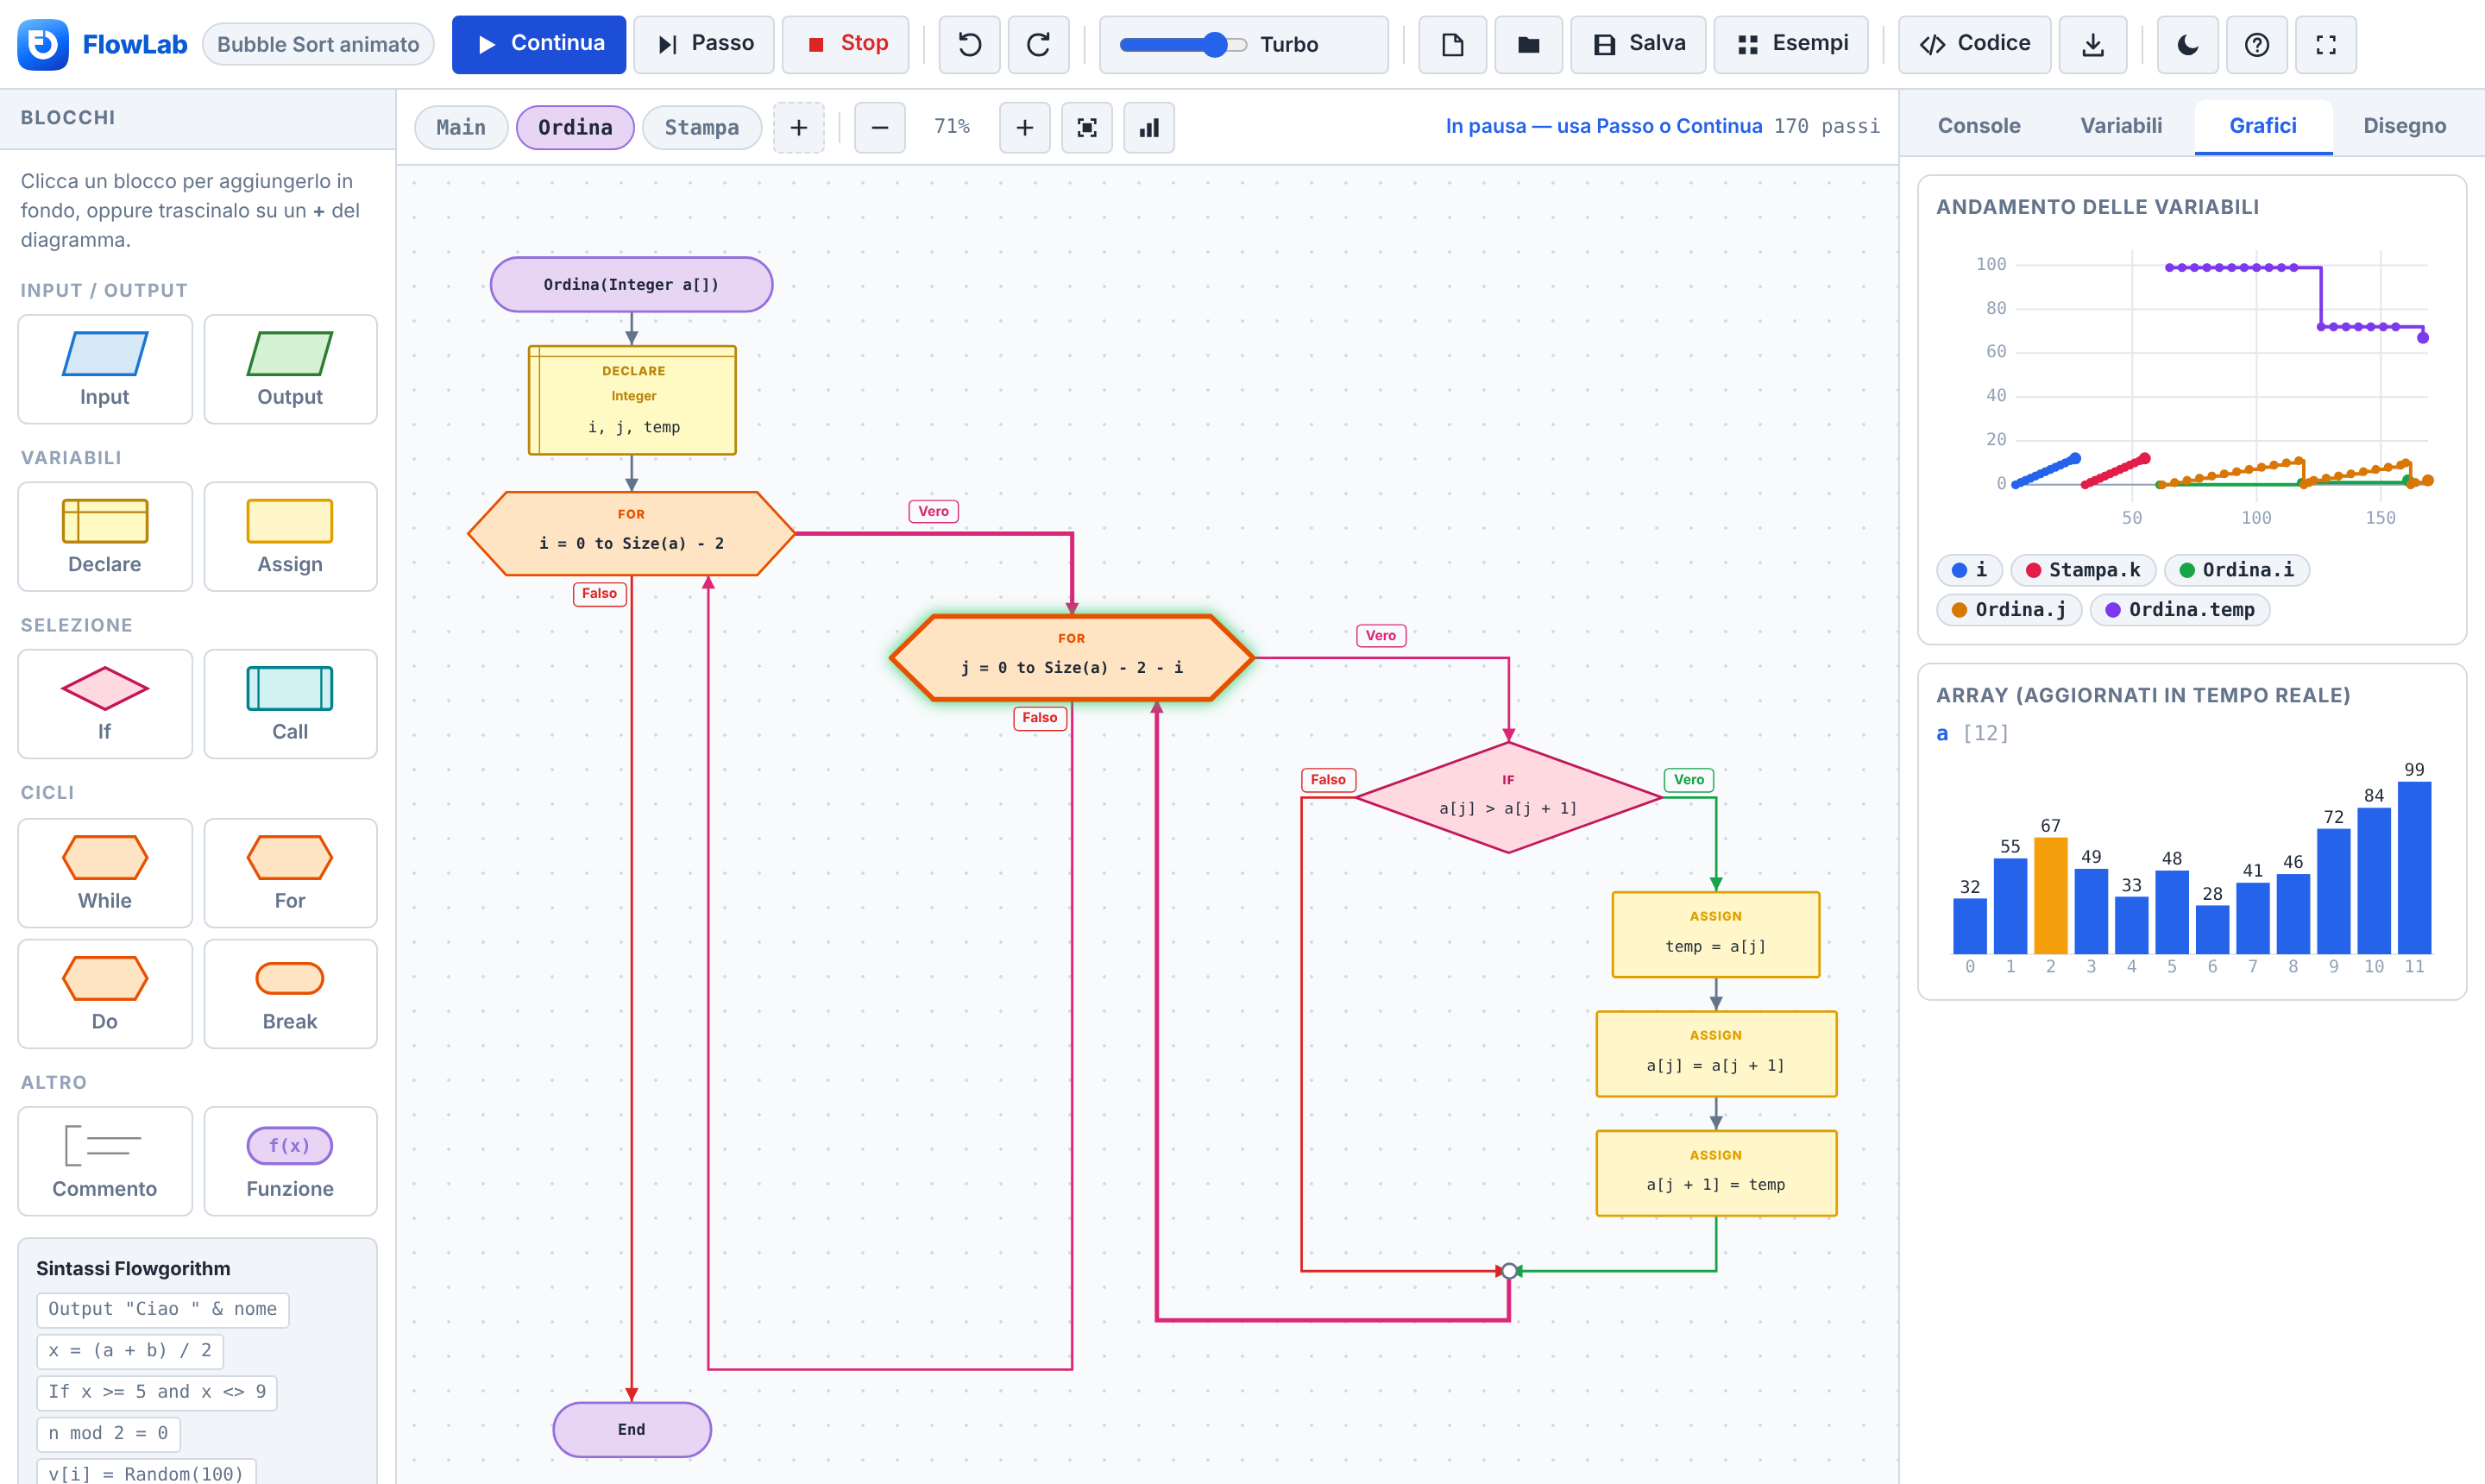 FlowLab
Bubble Sort animato
Continua
Passo
Stop
Turbo
Salva
Esempi
Codice
BLOCCHI
Clicca un blocco per aggiungerlo in
fondo, oppure trascinalo su un + del
diagramma.
INPUT / OUTPUT
Input
Output
VARIABILI
Declare
Assign
SELEZIONE
If
Call
CICLI
While
For
Do
Break
ALTRO
Commento
f(x)
Funzione
Sintassi Flowgorithm
Output "Ciao " & nome
x = (a + b) / 2
If x >= 5 and x <> 9
n mod 2 = 0
v[i] = Random(100)
Main
Ordina
Stampa
+
−
71%
+
In pausa — usa Passo o Continua
170 passi
Ordina(Integer a[])
DECLARE
Integer
i, j, temp
FOR
i = 0 to Size(a) - 2
Vero
Falso
FOR
j = 0 to Size(a) - 2 - i
Vero
Falso
IF
a[j] > a[j + 1]
Falso
Vero
ASSIGN
temp = a[j]
ASSIGN
a[j] = a[j + 1]
ASSIGN
a[j + 1] = temp
End
Console
Variabili
Grafici
Disegno
ANDAMENTO DELLE VARIABILI
100
80
60
40
20
0
50
100
150
i
Stampa.k
Ordina.i
Ordina.j
Ordina.temp
ARRAY (AGGIORNATI IN TEMPO REALE)
a [12]
32 55 67 49 33 48 28 41 46 72 84 99
0 1 2 3 4 5 6 7 8 9 10 11